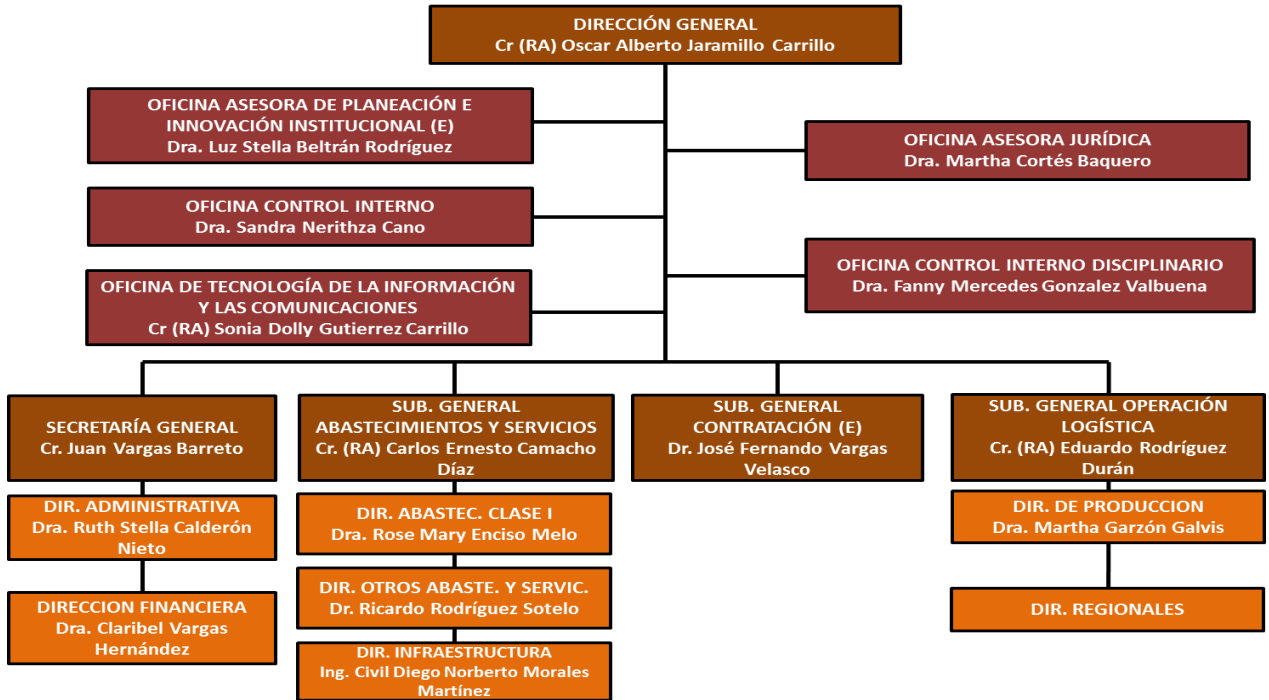 DIRECCIÓN GENERAL
Cr (RA) Oscar Alberto Jaramillo Carrillo
OFICINA ASESORA DE PLANEACIÓN E
INNOVACIÓN INSTITUCIONAL (E)
Dra. Luz Stella Beltrán Rodríguez
OFICINA ASESORA JURÍDICA
Dra. Martha Cortés Baquero
OFICINA CONTROL INTERNO
Dra. Sandra Nerithza Cano
OFICINA CONTROL INTERNO DISCIPLINARIO
Dra. Fanny Mercedes Gonzalez Valbuena
OFICINA DE TECNOLOGÍA DE LA INFORMACIÓN
Y LAS COMUNICACIONES
Cr (RA) Sonia Dolly Gutierrez Carrillo
SECRETARÍA GENERAL
Cr. Juan Vargas Barreto
DIR. ADMINISTRATIVA
Dra. Ruth Stella Calderón
Nieto
DIRECCION FINANCIERA
Dra. Claribel Vargas
Hernández
SUB. GENERAL
ABASTECIMIENTOS Y SERVICIOS
Cr. (RA) Carlos Ernesto Camacho
Díaz
DIR. ABASTEC. CLASE I
Dra. Rose Mary Enciso Melo
DIR. OTROS ABASTE. Y SERVIC.
Dr. Ricardo Rodríguez Sotelo
DIR. INFRAESTRUCTURA
Ing. Civil Diego Norberto Morales
Martínez
SUB. GENERAL
CONTRATACIÓN (E)
Dr. José Fernando Vargas
Velasco
SUB. GENERAL OPERACIÓN
LOGÍSTICA
Cr. (RA) Eduardo Rodríguez
Durán
DIR. DE PRODUCCION
Dra. Martha Garzón Galvis
DIR. REGIONALES